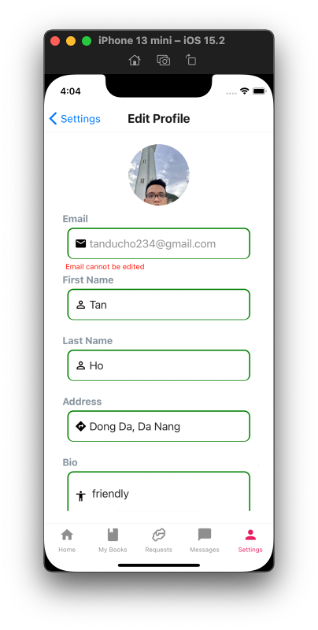 iPhone 13 mini – iOS 15.2
4:04
Settings
Edit Profile
Email
tanducho234@gmail.com
Email cannot be edited
First Name
Tan
Last Name
Ho
Address
Dong Da, Da Nang
Bio
friendly
Home
My Books
Requests
Messages
Settings